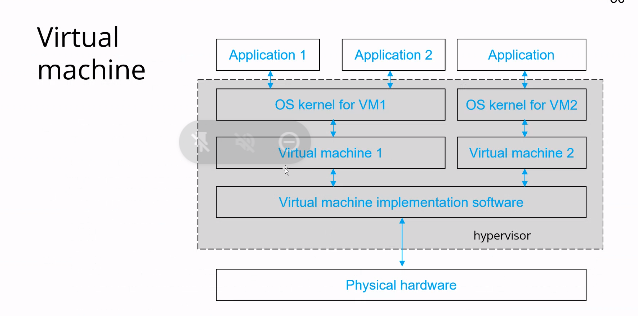 Virtual
machine
Application 1
Application 2
Application
OS kernel for VM1
OS kernel for VM2
Virtual machine 1
Virtual machine 2
Virtual machine implementation software
hypervisor
Physical hardware